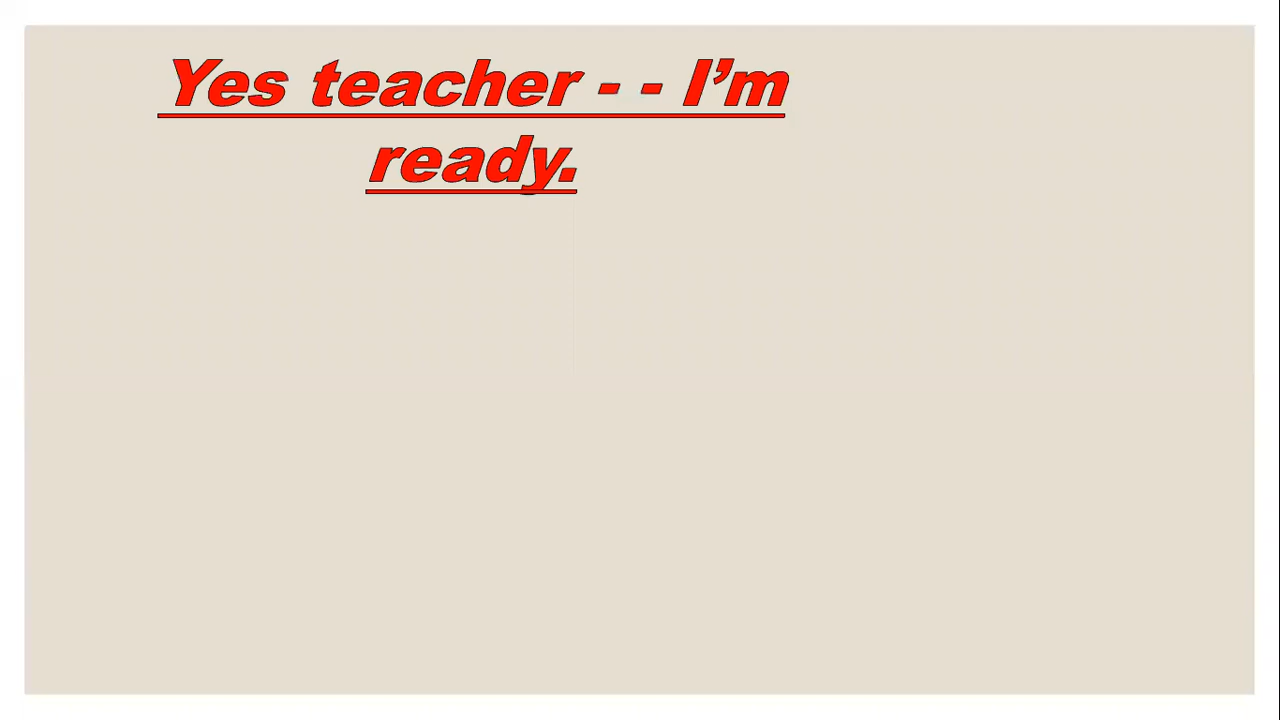 Yes teacher - - I’m
ready.